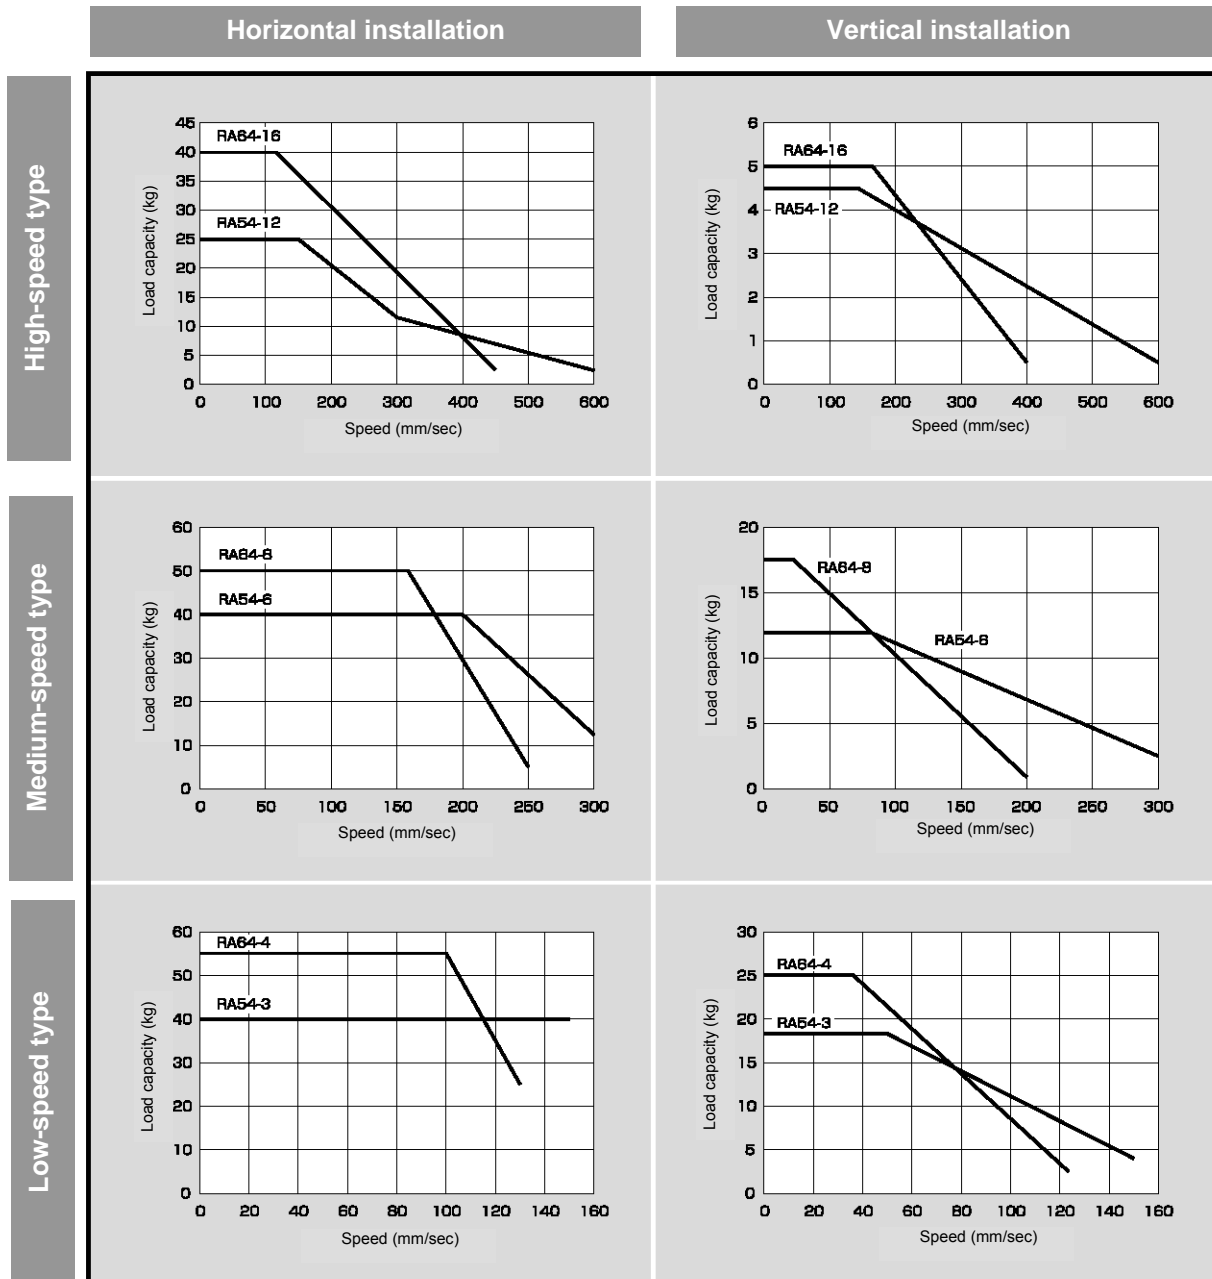 Horizontal installation
Vertical installation
High-speed type
Load capacity (kg)
45
40
35
30
25
20
15
10
5
0
RA64-16
RA54-12
0 100 200 300 400 500 600
Speed (mm/sec)
Load capacity (kg)
6
5
4
3
2
1
0
RA64-16
RA54-12
0 100 200 300 400 500 600
Speed (mm/sec)
Medium-speed type
Load capacity (kg)
60
50
40
30
20
10
0
RA64-8
RA54-6
0 50 100 150 200 250 300
Speed (mm/sec)
Load capacity (kg)
20
15
10
5
0
RA64-8
RA54-6
0 50 100 150 200 250 300
Speed (mm/sec)
Low-speed type
Load capacity (kg)
60
50
40
30
20
10
0
RA64-4
RA54-3
0 20 40 60 80 100 120 140 160
Speed (mm/sec)
Load capacity (kg)
30
25
20
15
10
5
0
RA64-4
RA54-3
0 20 40 60 80 100 120 140 160
Speed (mm/sec)